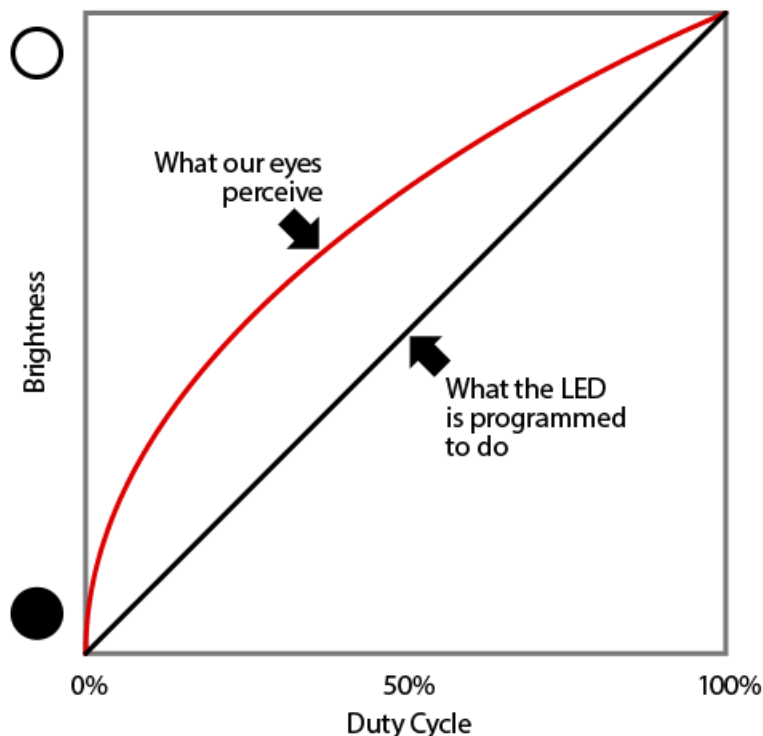 What our eyes
perceive
Brightness
What the LED
is programmed
to do
0%
50%
100%
Duty Cycle